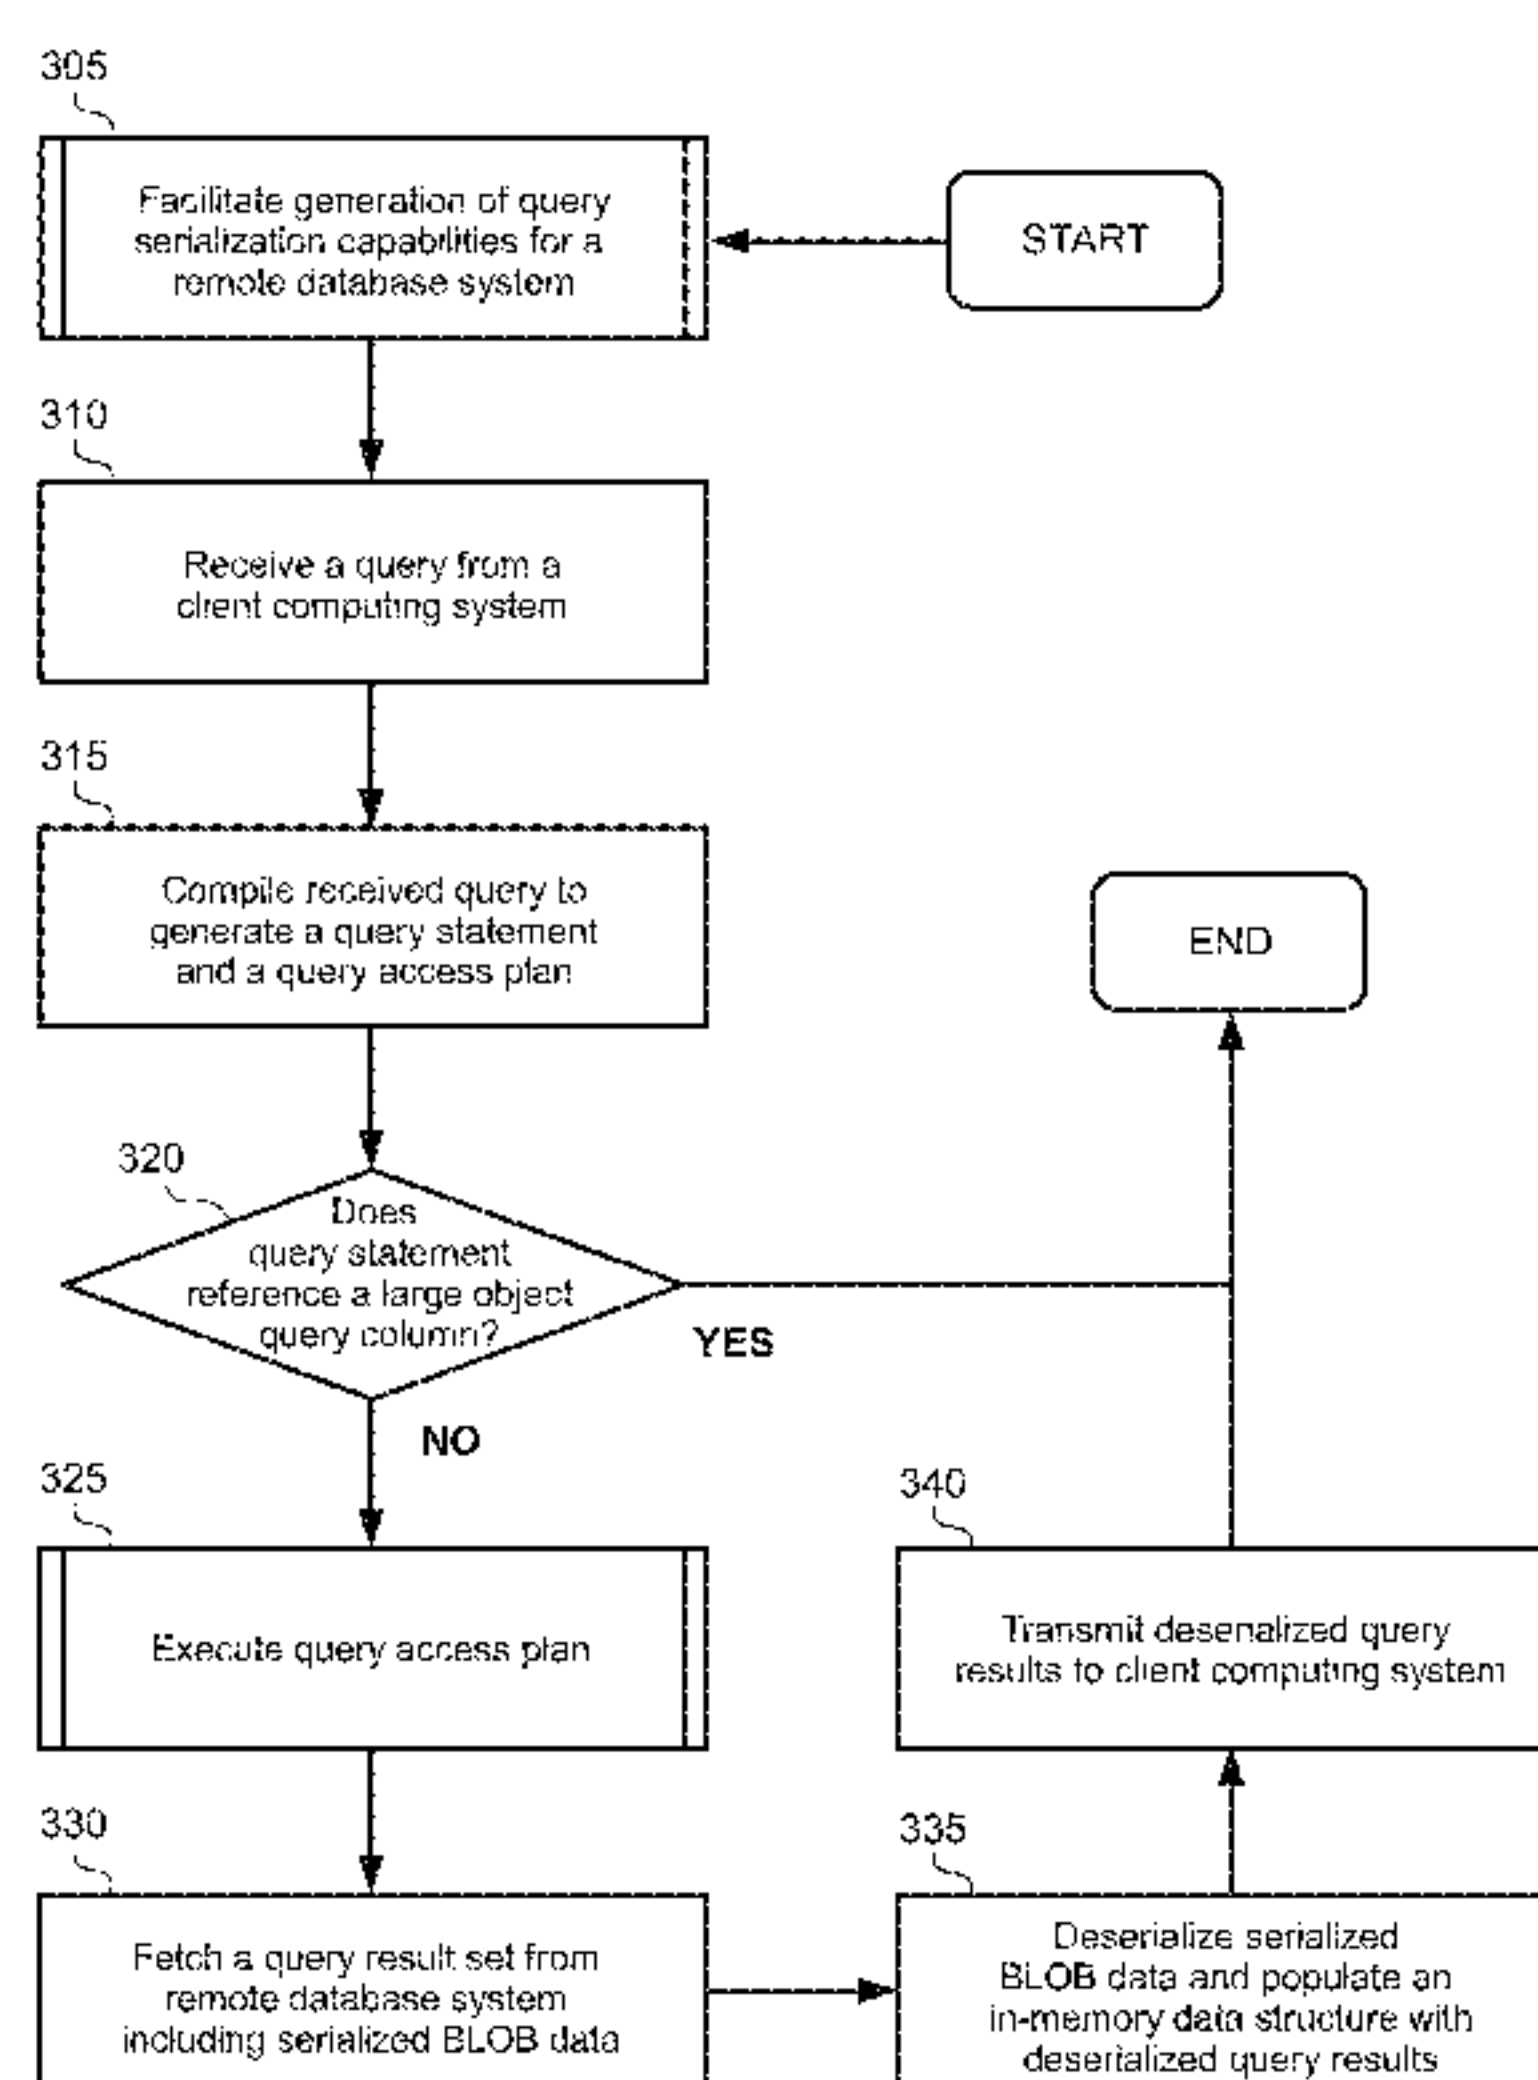 305
Facilitate generation of query
serialization capabilities for a
remote database system
START
310
Receive a query from a
client computing system
315
Compile received query to
generate a query statement
and a query access plan
END
320
Does
query statement
reference a large object
query column?
YES
NO
325
Execute query access plan
340
Transmit deserialized query
results to client computing system
330
Fetch a query result set from
remote database system
including serialized BLOB data
335
Deserialize serialized
BLOB data and populate an
in-memory data structure with
deserialized query results